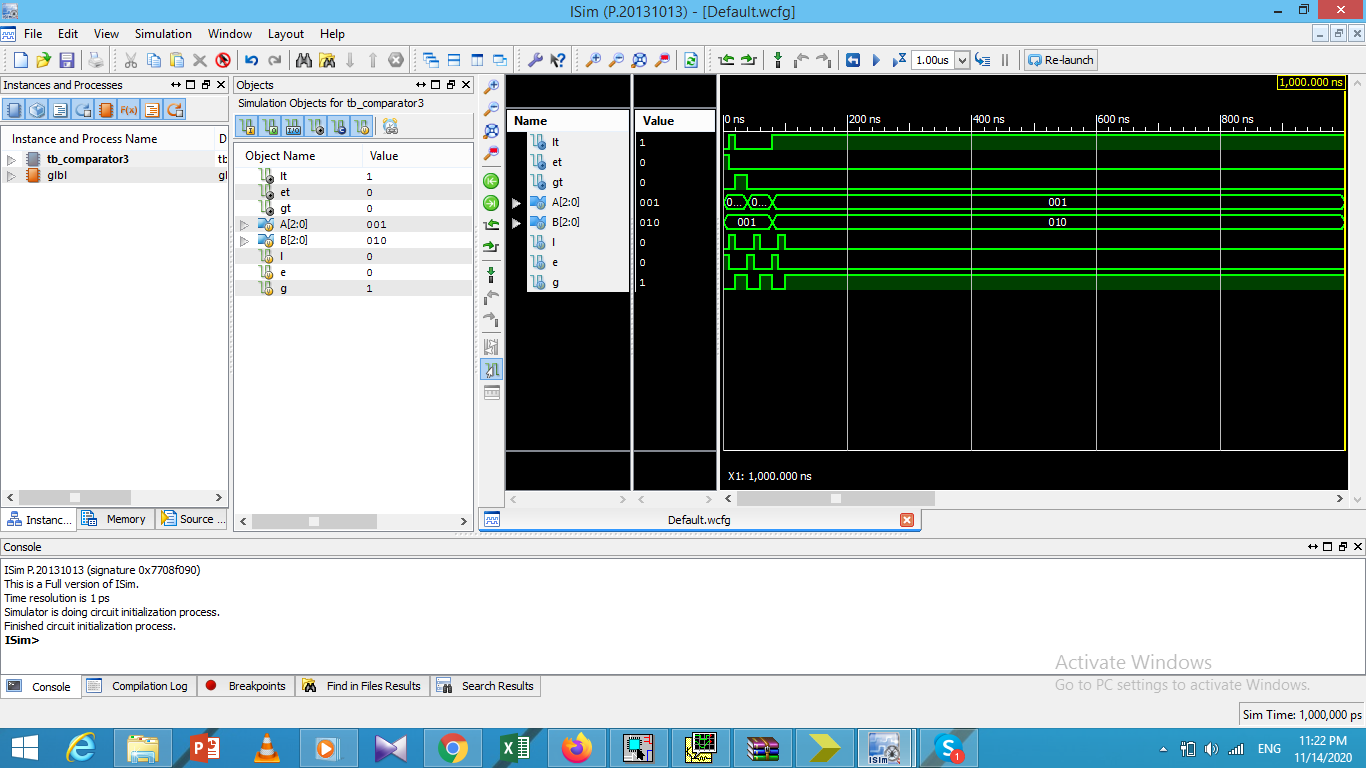 ISim (P.20131013) - [Default.wcfg]
File Edit View Simulation Window Layout Help
1.00us Re-launch
Instances and Processes
Instance and Process Name D
tb_comparator3 tb
glbl gl
Instanc... Memory Source ...
Objects
Simulation Objects for tb_comparator3
Object Name Value
lt 1
et 0
gt 0
A[2:0] 001
B[2:0] 010
l 0
e 0
g 1
Name Value
lt 1
et 0
gt 0
A[2:0] 001
B[2:0] 010
l 0
e 0
g 1
1,000.000 ns
0 ns 200 ns 400 ns 600 ns 800 ns
0... 0... 001
001 010
X1: 1,000.000 ns
Default.wcfg
Console
ISim P.20131013 (signature 0x7708f090)
This is a Full version of ISim.
Time resolution is 1 ps
Simulator is doing circuit initialization process.
Finished circuit initialization process.
ISim>
Activate Windows
Go to PC settings to activate Windows.
Console Compilation Log Breakpoints Find in Files Results Search Results
Sim Time: 1,000,000 ps
ENG
11:22 PM
11/14/2020